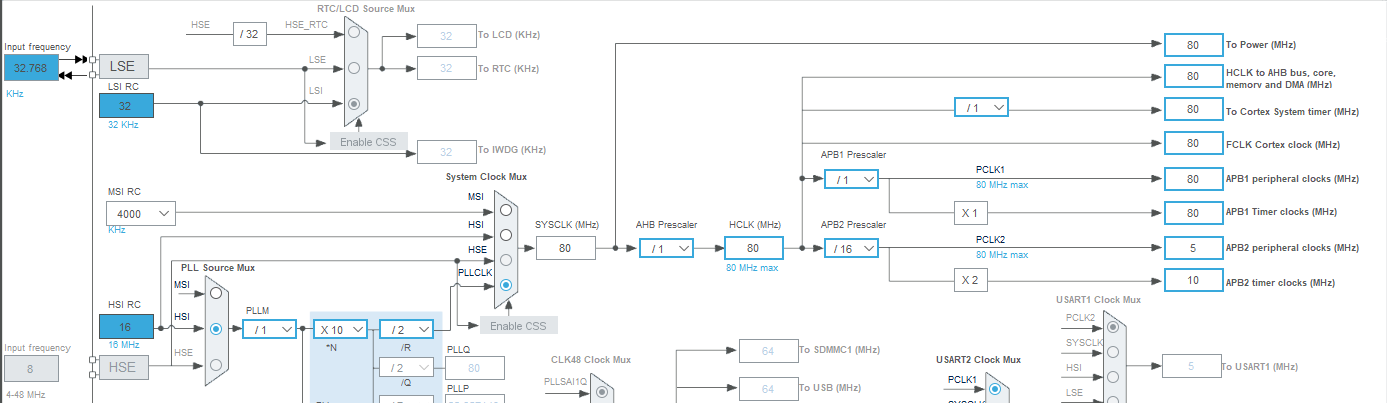 RTC/LCD Source Mux
HSE
/ 32
HSE_RTC
32
To LCD (KHz)
LSE
32
To RTC (KHz)
LSI
Enable CSS
32
To IWDG (KHz)
Input frequency
32.768
KHz
LSE
LSI RC
32
32 KHz
System Clock Mux
MSI RC
4000
KHz
MSI
HSI
HSE
PLLCLK
Enable CSS
SYSCLK (MHz)
80
AHB Prescaler
/ 1
HCLK (MHz)
80
80 MHz max
80
To Power (MHz)
80
HCLK to AHB bus, core,
memory and DMA (MHz)
/ 1
80
To Cortex System timer (MHz)
80
FCLK Cortex clock (MHz)
APB1 Prescaler
/ 1
PCLK1
80 MHz max
80
APB1 peripheral clocks (MHz)
X 1
80
APB1 Timer clocks (MHz)
APB2 Prescaler
/ 16
PCLK2
80 MHz max
5
APB2 peripheral clocks (MHz)
X 2
10
APB2 timer clocks (MHz)
PLL Source Mux
MSI
HSI
HSE
HSI RC
16
16 MHz
Input frequency
8
4-48 MHz
HSE
PLLM
/ 1
X 10
*N
/ 2
/R
/ 2
/Q
PLLQ
80
PLLP
CLK48 Clock Mux
PLLSAI1Q
64
To SDMMC1 (MHz)
64
To USB (MHz)
USART2 Clock Mux
PCLK1
USART1 Clock Mux
PCLK2
SYSCLK
HSI
LSE
5
To USART1 (MHz)